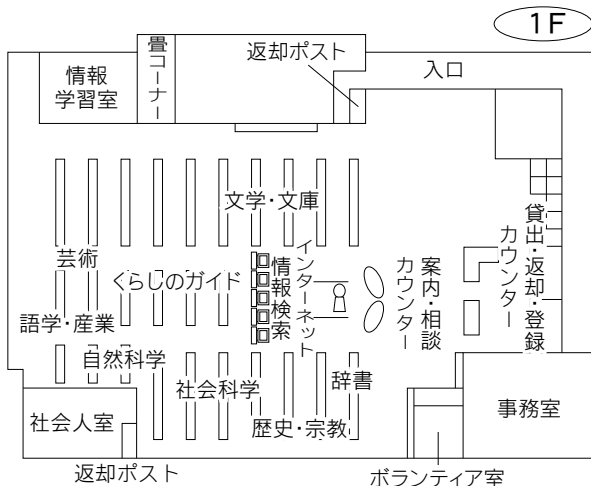 1F
畳コーナー
返却ポスト
入口
情報
学習室
文学・文庫
芸術
くらしのガイド
インターネット
情報検索
案内・相談
カウンター
貸出・返却・登録
カウンター
語学・産業
自然科学
社会科学
辞書
歴史・宗教
社会人室
事務室
返却ポスト
ボランティア室